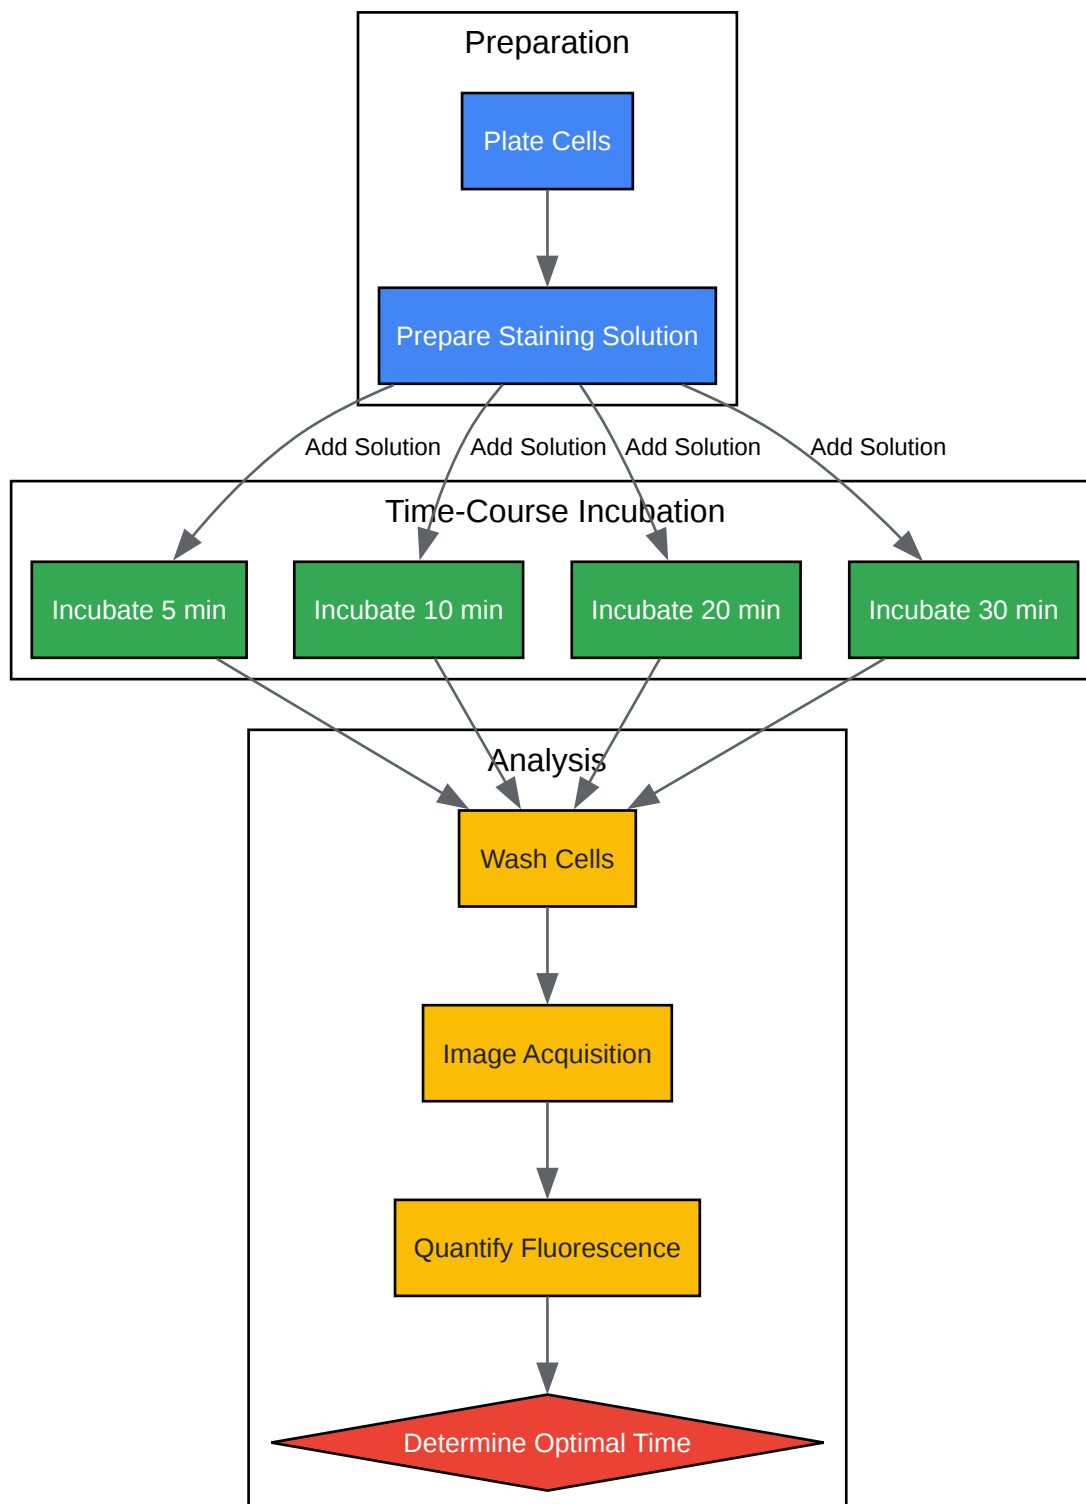 Preparation
Plate Cells
Prepare Staining Solution
Add Solution
Add Solution
Add Solution
Add Solution
Time-Course Incubation
Incubate 5 min
Incubate 10 min
Incubate 20 min
Incubate 30 min
Analysis
Wash Cells
Image Acquisition
Quantify Fluorescence
Determine Optimal Time